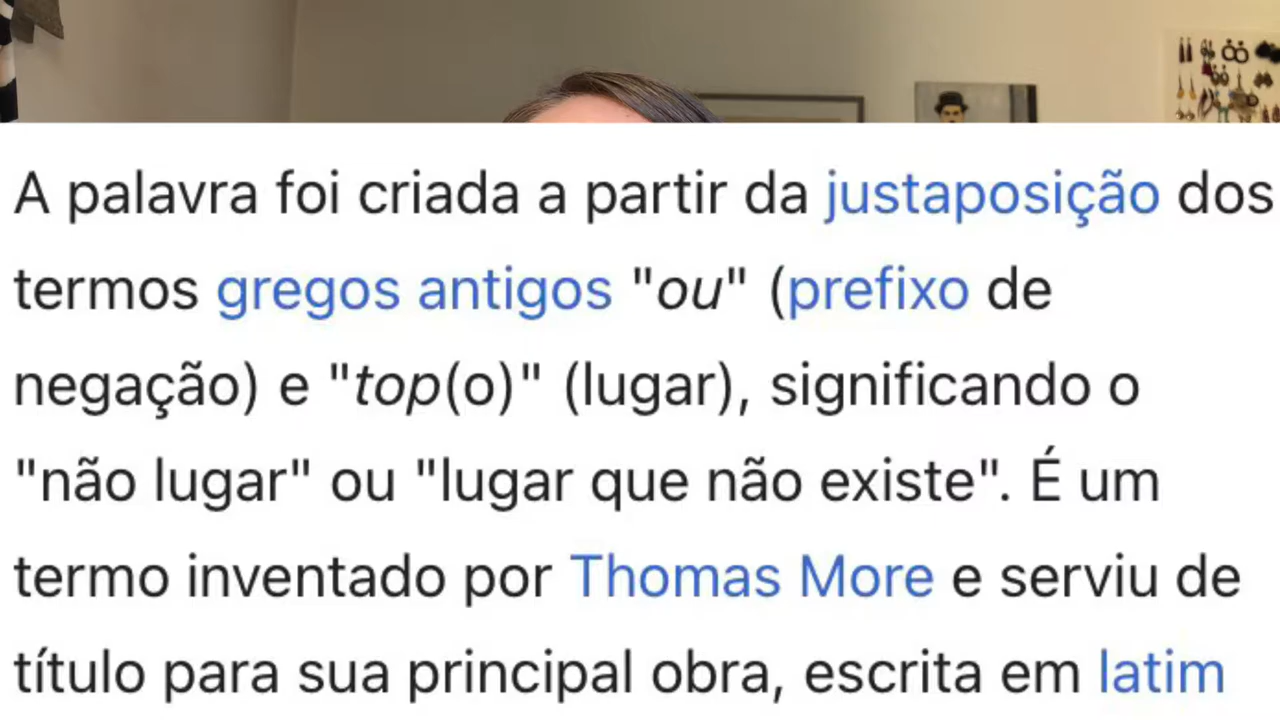 A palavra foi criada a partir da justaposição dos
termos gregos antigos "ou" (prefixo de
negação) e "top(o)" (lugar), significando o
"não lugar" ou "lugar que não existe". É um
termo inventado por Thomas More e serviu de
título para sua principal obra, escrita em latim